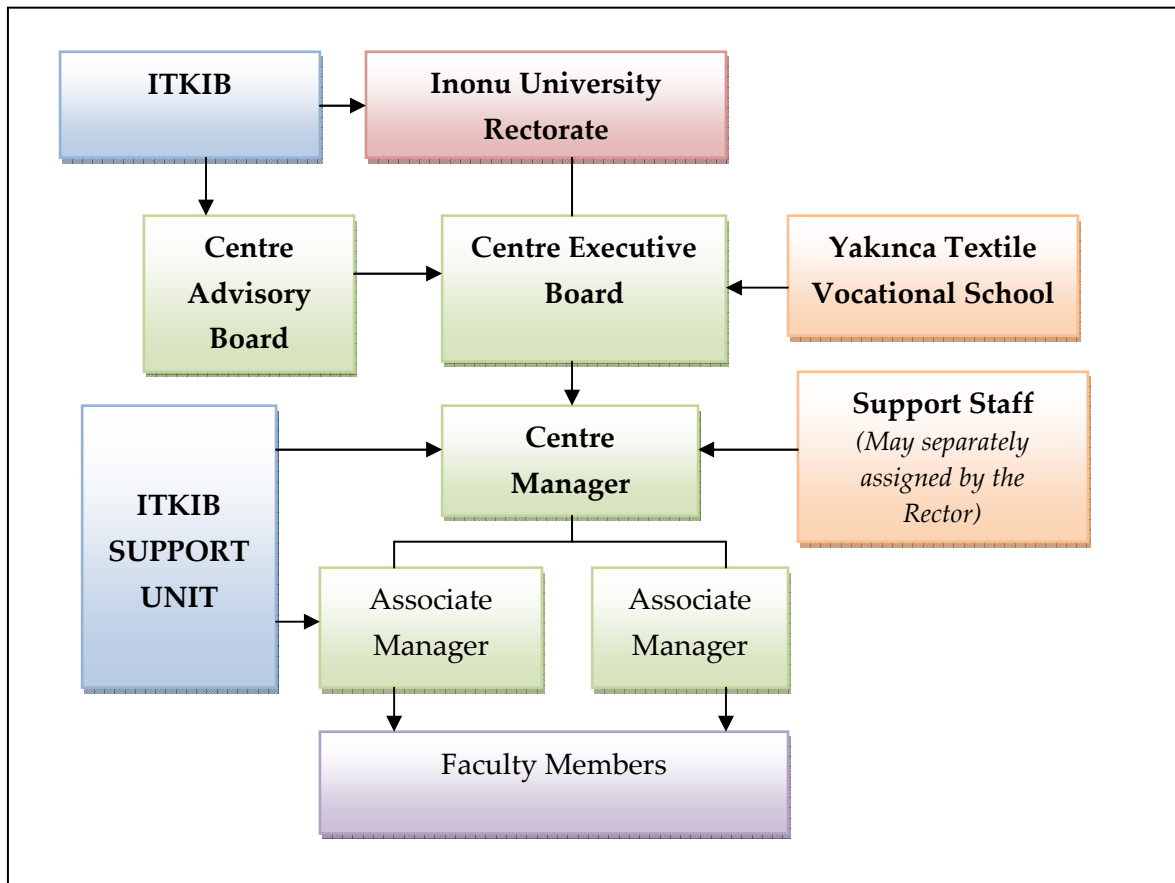 ITKIB
Inonu University
Rectorate
Centre
Advisory
Board
Centre Executive
Board
Yakınca Textile
Vocational School
ITKIB
SUPPORT
UNIT
Centre
Manager
Support Staff
(May separately
assigned by the
Rector)
Associate
Manager
Associate
Manager
Faculty Members